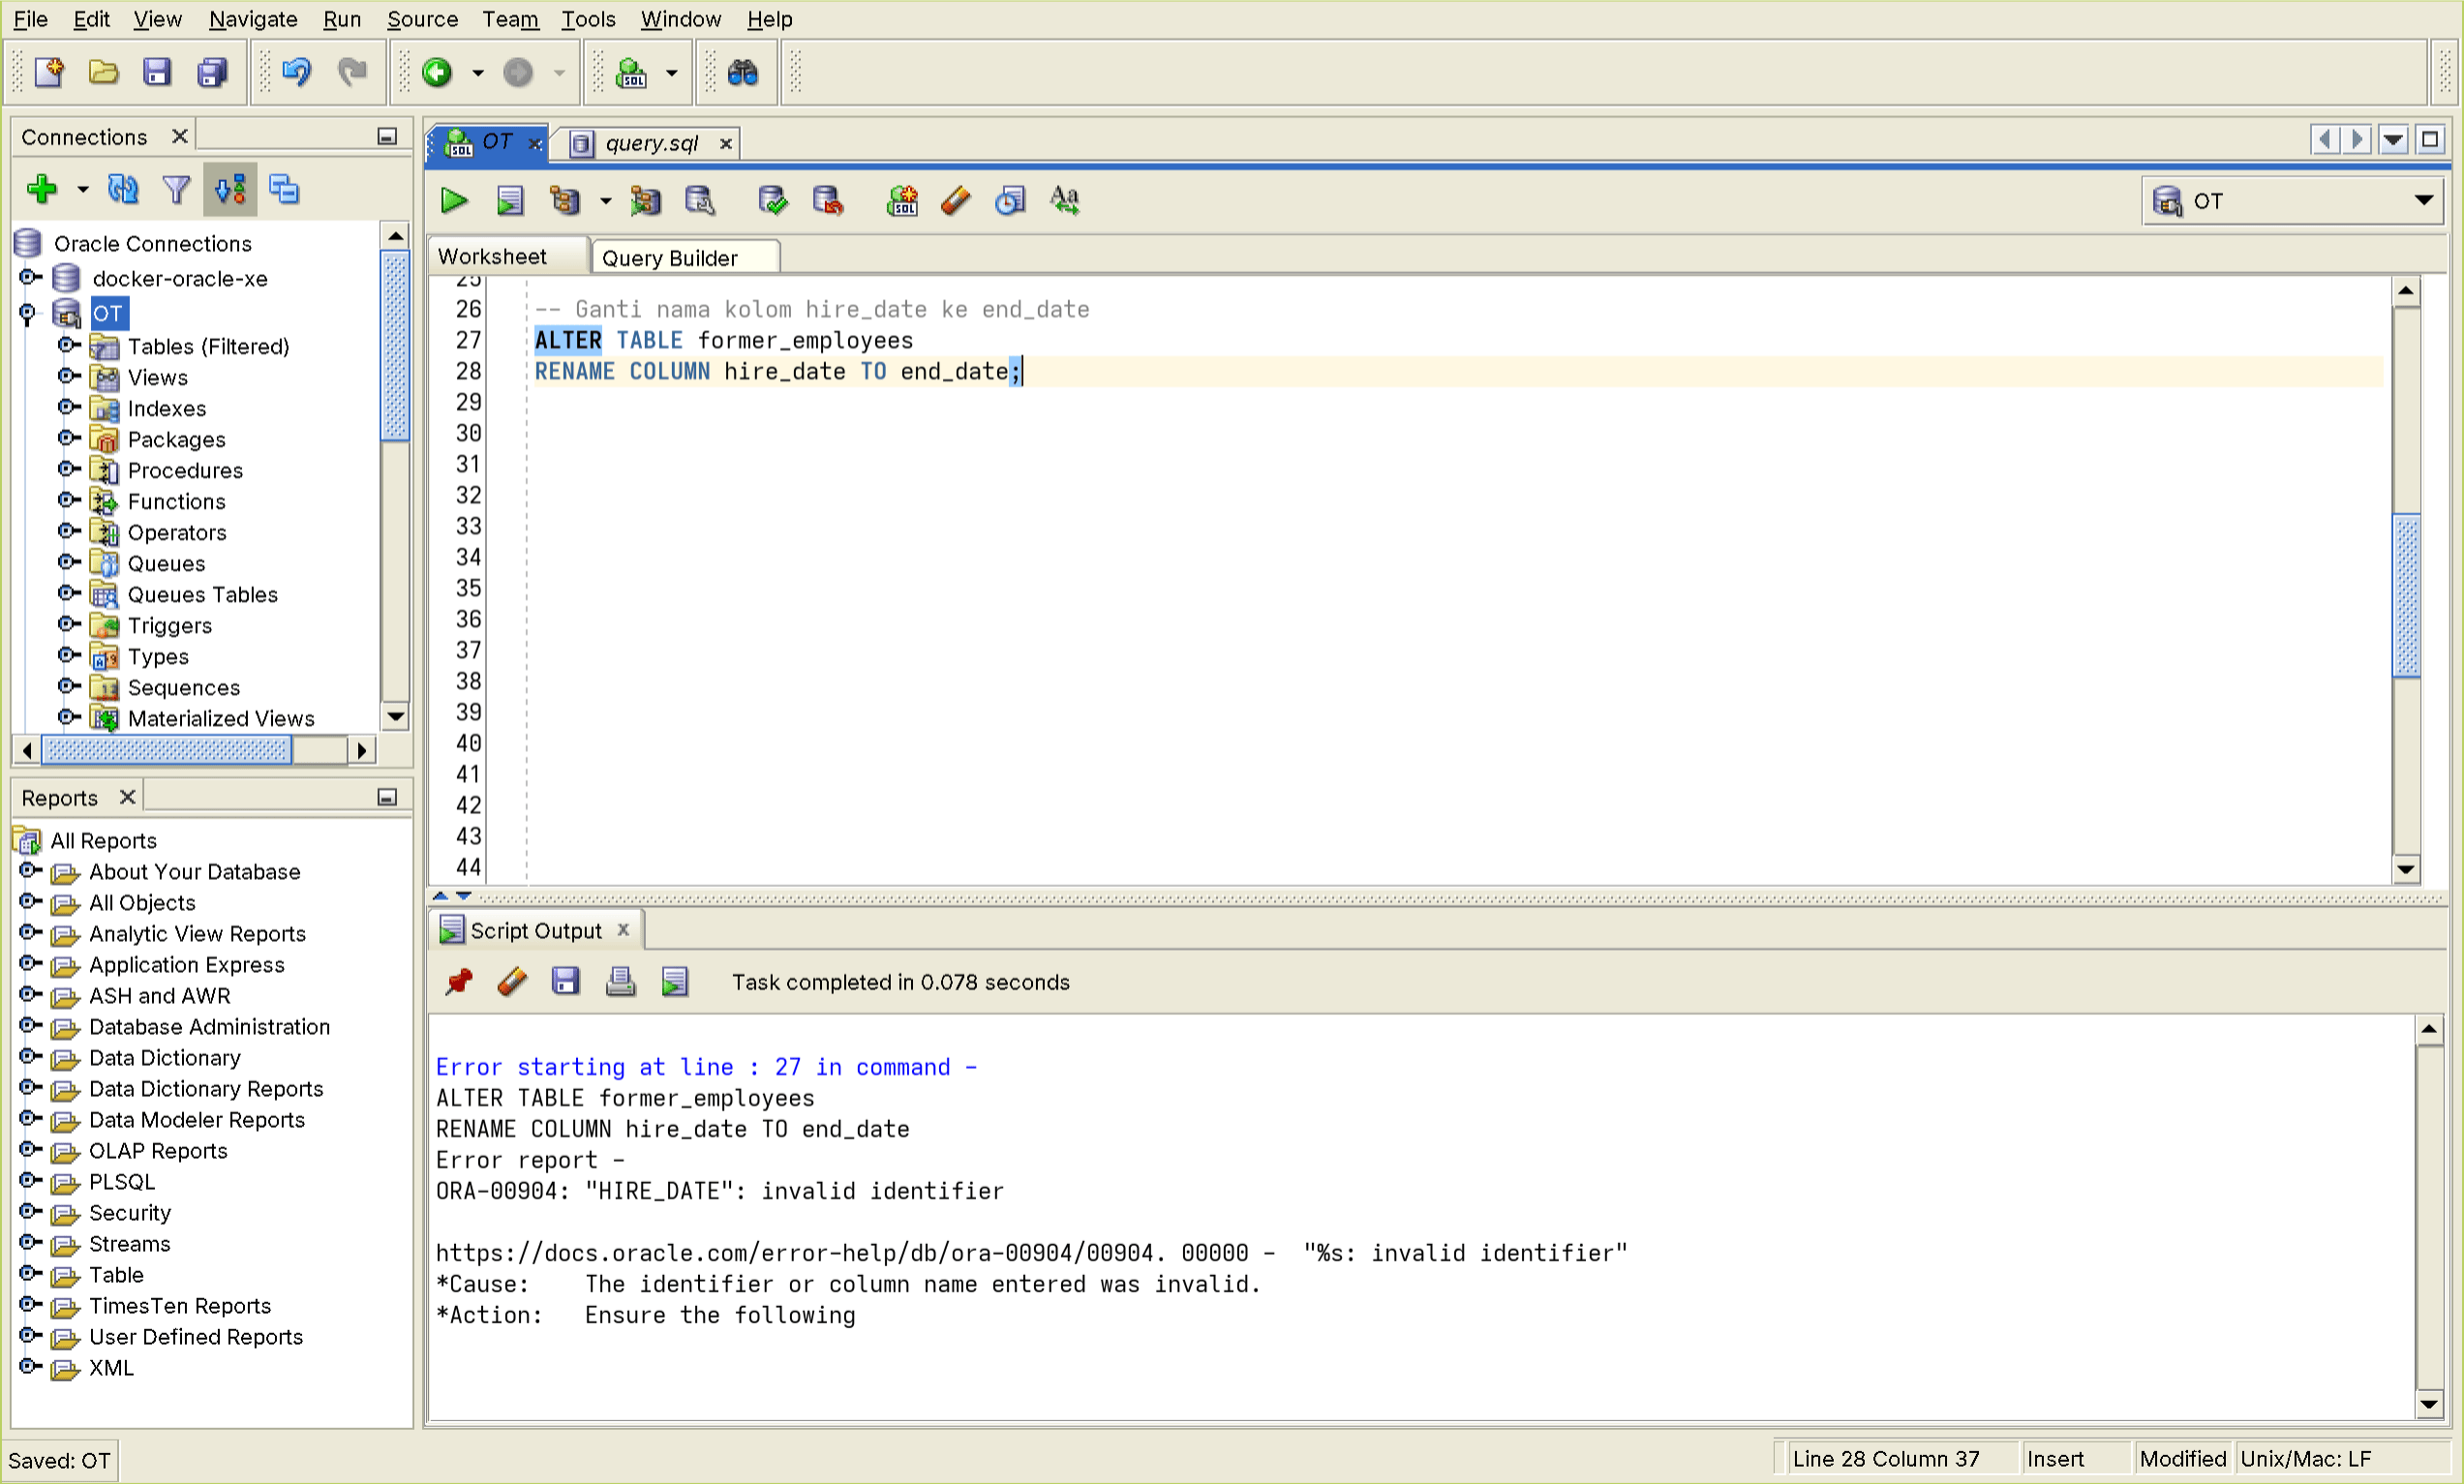 File Edit View Navigate Run Source Team Tools Window Help
Connections
Oracle Connections
docker-oracle-xe
OT
Tables (Filtered)
Views
Indexes
Packages
Procedures
Functions
Operators
Queues
Queues Tables
Triggers
Types
Sequences
Materialized Views
Reports
All Reports
About Your Database
All Objects
Analytic View Reports
Application Express
ASH and AWR
Database Administration
Data Dictionary
Data Dictionary Reports
Data Modeler Reports
OLAP Reports
PLSQL
Security
Streams
Table
TimesTen Reports
User Defined Reports
XML
OT query.sql
OT
Worksheet Query Builder
25
26 -- Ganti nama kolom hire_date ke end_date
27 ALTER TABLE former_employees
28 RENAME COLUMN hire_date TO end_date;
29
30
31
32
33
34
35
36
37
38
39
40
41
42
43
44
Script Output
Task completed in 0.078 seconds
Error starting at line : 27 in command -
ALTER TABLE former_employees
RENAME COLUMN hire_date TO end_date
Error report -
ORA-00904: "HIRE_DATE": invalid identifier
https://docs.oracle.com/error-help/db/ora-00904/00904. 00000 -  "%s: invalid identifier"
*Cause:    The identifier or column name entered was invalid.
*Action:   Ensure the following
Saved: OT
Line 28 Column 37 Insert Modified Unix/Mac: LF